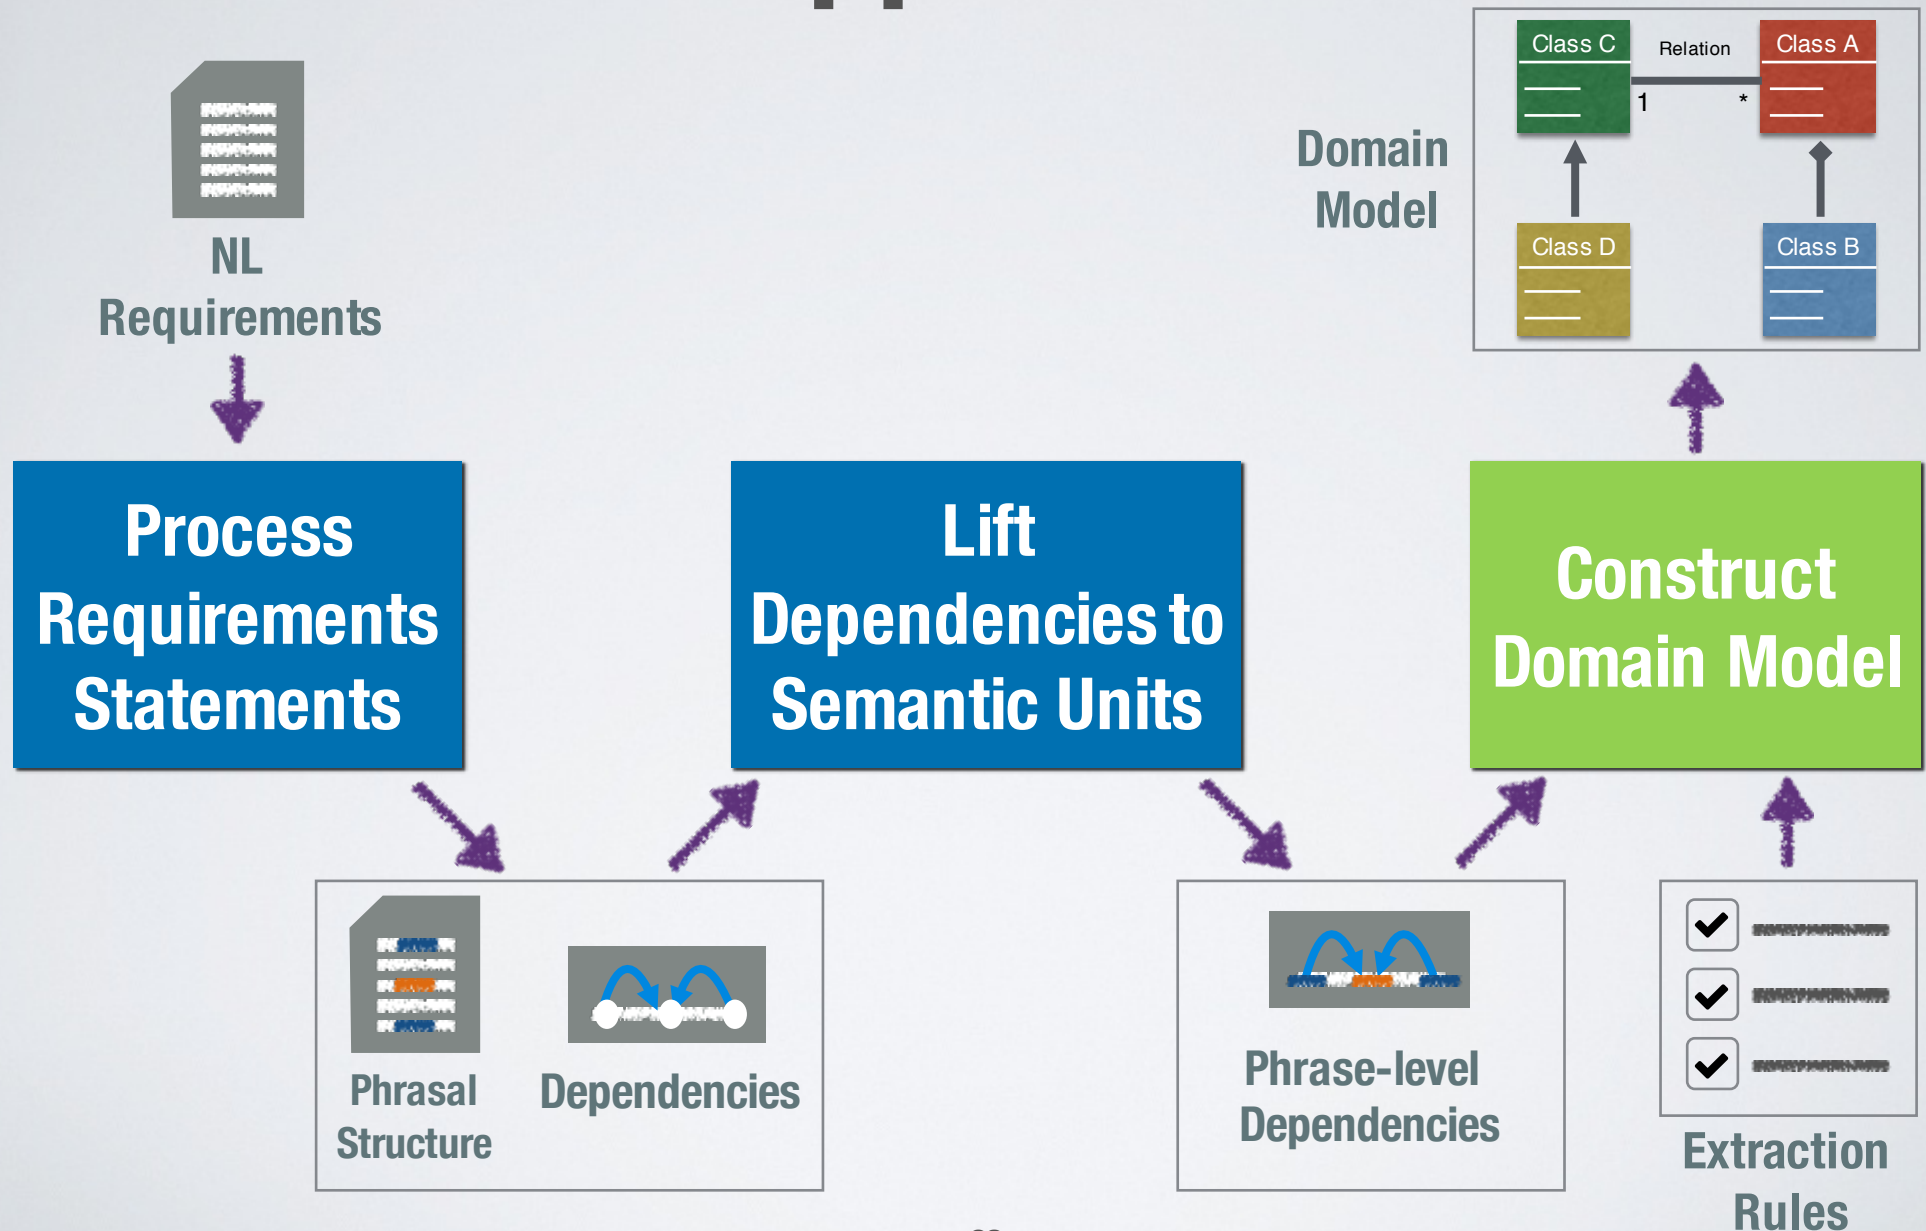 NL
Requirements
Domain
Model
Class C
Relation
Class A
1
*
Class D
Class B
Process
Requirements
Statements
Lift
Dependencies to
Semantic Units
Construct
Domain Model
Phrasal
Structure
Dependencies
Phrase-level
Dependencies
Extraction
Rules